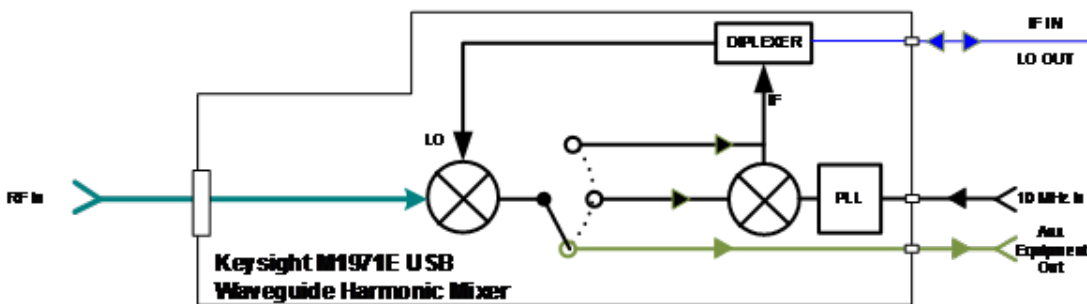 IF IN
DIPLEXER
LO OUT
IF
LO
RF In
PLL
10 MHz In
Aux
Equipment
Out
Keysight M1971E USB
Waveguide Harmonic Mixer